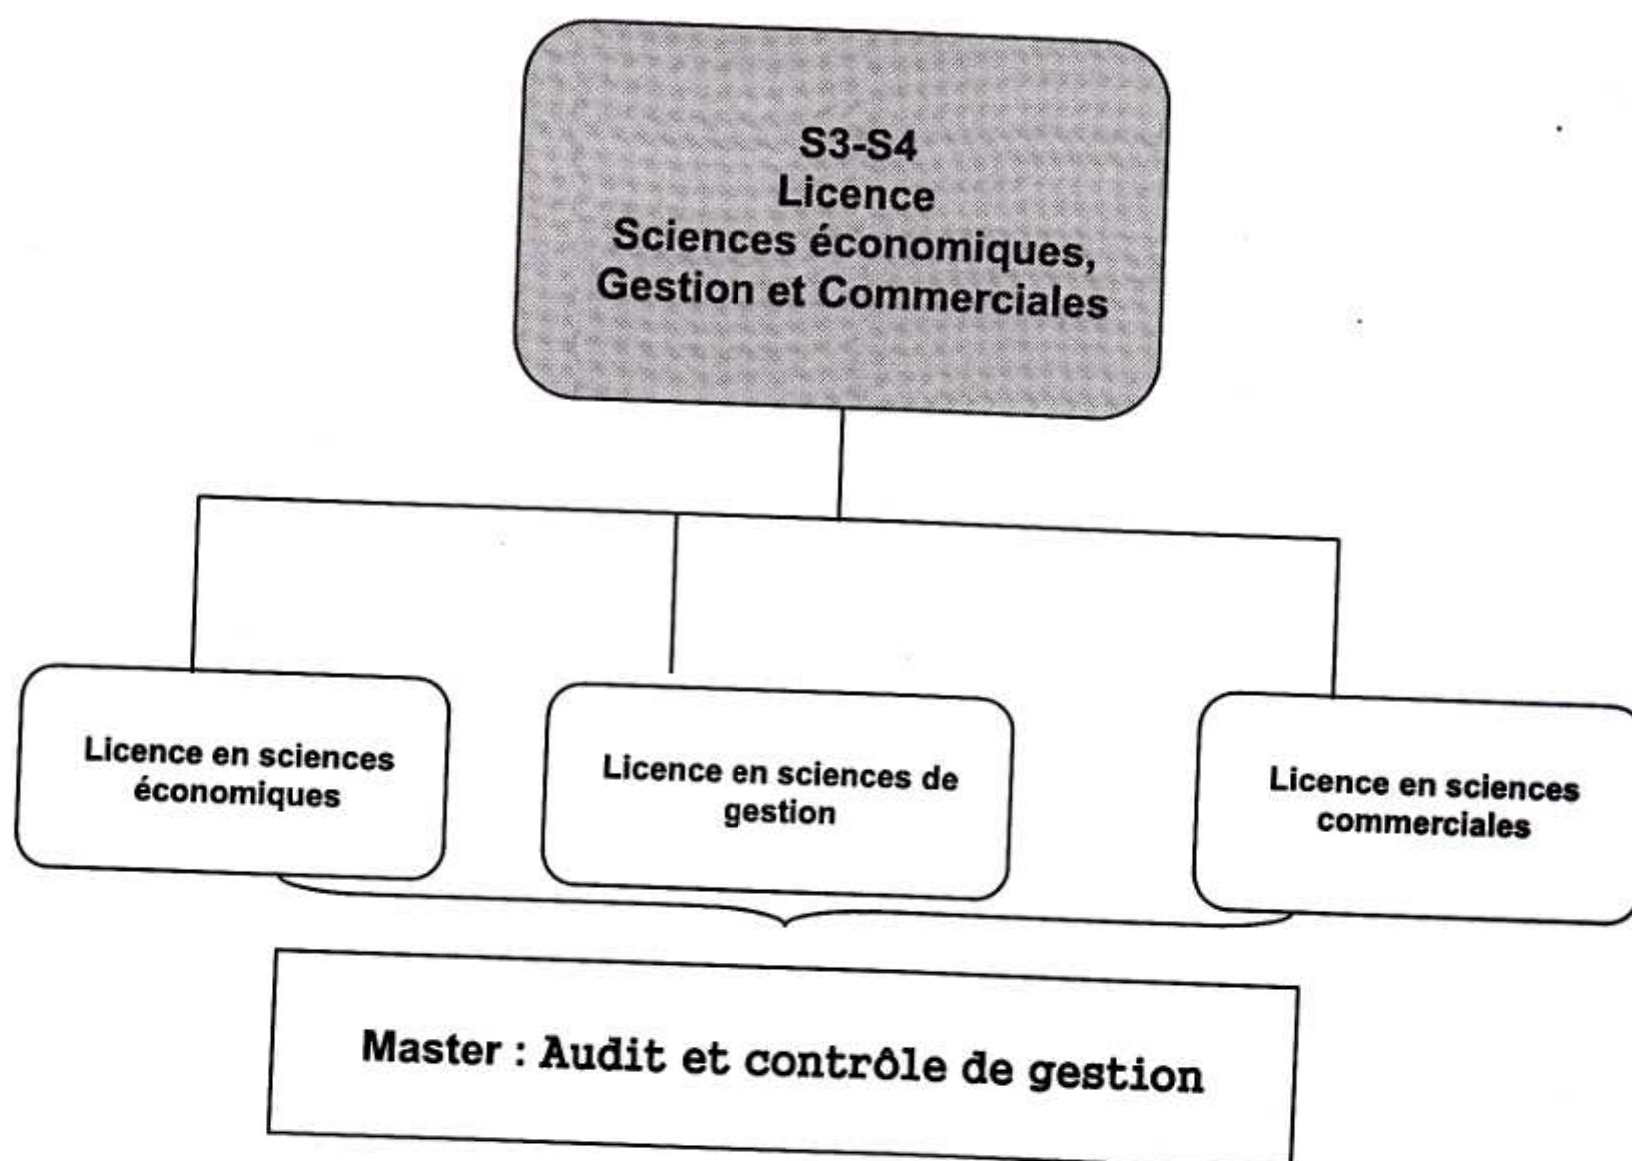 S3-S4
Licence
Sciences économiques,
Gestion et Commerciales
Licence en sciences
économiques
Licence en sciences de
gestion
Licence en sciences
commerciales
Master : Audit et contrôle de gestion